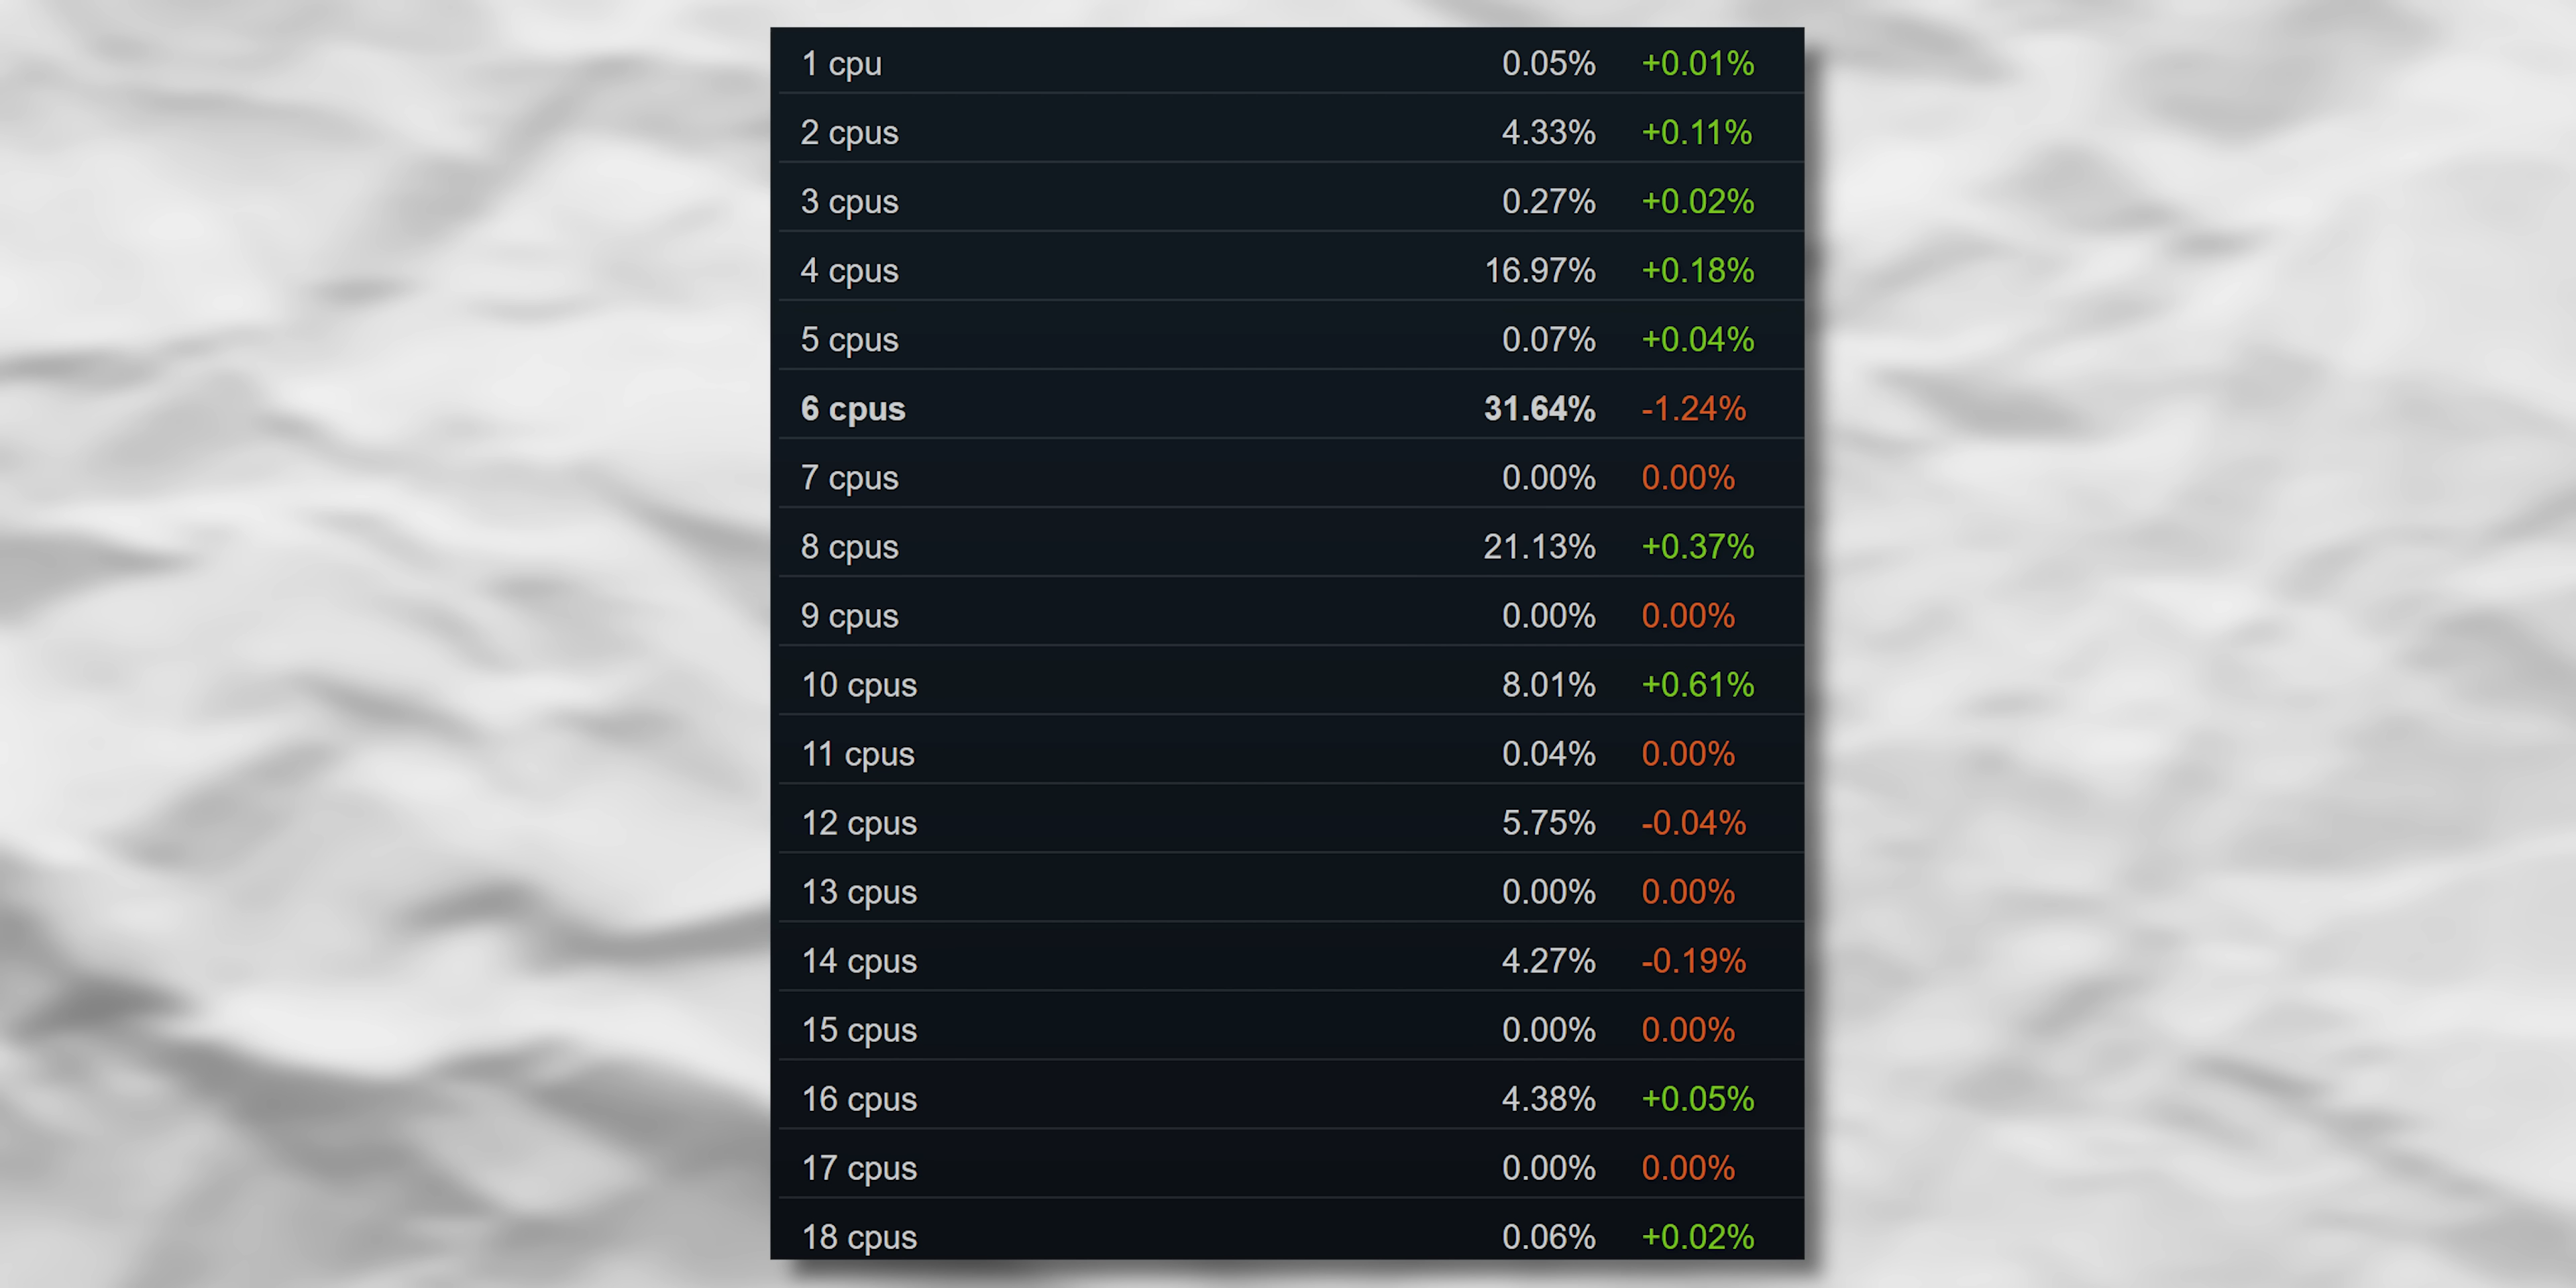 1 cpu 0.05% +0.01%
2 cpus 4.33% +0.11%
3 cpus 0.27% +0.02%
4 cpus 16.97% +0.18%
5 cpus 0.07% +0.04%
6 cpus 31.64% -1.24%
7 cpus 0.00% 0.00%
8 cpus 21.13% +0.37%
9 cpus 0.00% 0.00%
10 cpus 8.01% +0.61%
11 cpus 0.04% 0.00%
12 cpus 5.75% -0.04%
13 cpus 0.00% 0.00%
14 cpus 4.27% -0.19%
15 cpus 0.00% 0.00%
16 cpus 4.38% +0.05%
17 cpus 0.00% 0.00%
18 cpus 0.06% +0.02%